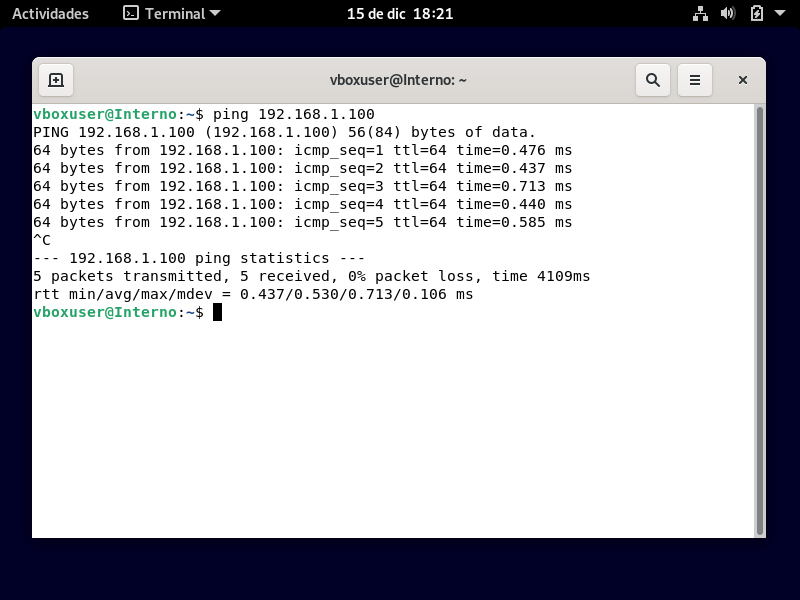 Actividades Terminal 15 de dic 18:21
vboxuser@Interno: ~
vboxuser@Interno:~$ ping 192.168.1.100
PING 192.168.1.100 (192.168.1.100) 56(84) bytes of data.
64 bytes from 192.168.1.100: icmp_seq=1 ttl=64 time=0.476 ms
64 bytes from 192.168.1.100: icmp_seq=2 ttl=64 time=0.437 ms
64 bytes from 192.168.1.100: icmp_seq=3 ttl=64 time=0.713 ms
64 bytes from 192.168.1.100: icmp_seq=4 ttl=64 time=0.440 ms
64 bytes from 192.168.1.100: icmp_seq=5 ttl=64 time=0.585 ms
^C
--- 192.168.1.100 ping statistics ---
5 packets transmitted, 5 received, 0% packet loss, time 4109ms
rtt min/avg/max/mdev = 0.437/0.530/0.713/0.106 ms
vboxuser@Interno:~$